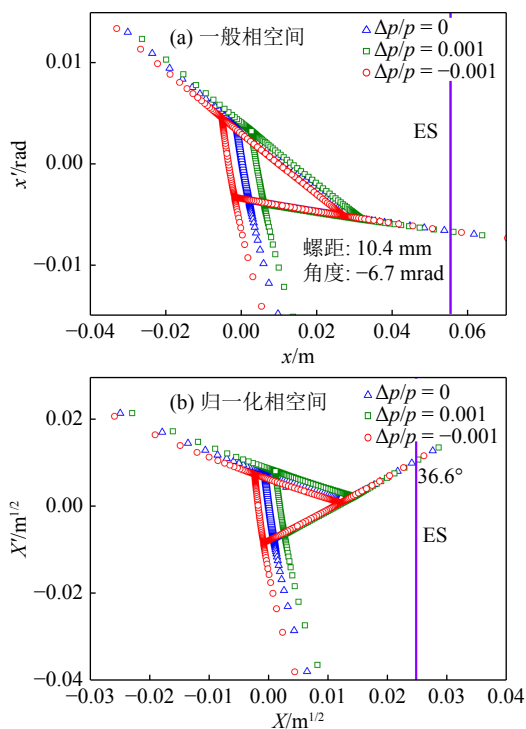 (a) 一般相空间
△ Δp/p = 0
□ 0.001
○ Δp/p = −0.001
ES
螺距: 10.4 mm
角度: −6.7 mrad
0.01
0.00
−0.01
x′/rad
−0.04 −0.02 0.00 0.02 0.04 0.06
x/m
(b) 归一化相空间
△ Δp/p = 0
□ 0.001
○ Δp/p = −0.001
36.6°
ES
0.02
0.00
−0.02
−0.04
X′/m^{1/2}
−0.03 −0.02 −0.01 0.00 0.01 0.02 0.03 0.04
X/m^{1/2}